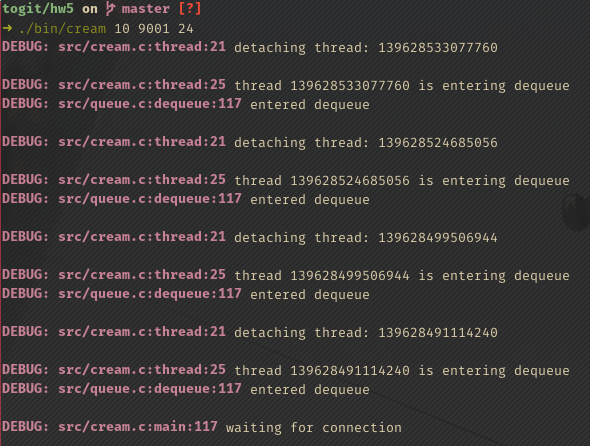 togit/hw5 on master [?]
→ ./bin/cream 10 9001 24
DEBUG: src/cream.c:thread:21 detaching thread: 139628533077760
DEBUG: src/cream.c:thread:25 thread 139628533077760 is entering dequeue
DEBUG: src/queue.c:dequeue:117 entered dequeue
DEBUG: src/cream.c:thread:21 detaching thread: 139628524685056
DEBUG: src/cream.c:thread:25 thread 139628524685056 is entering dequeue
DEBUG: src/queue.c:dequeue:117 entered dequeue
DEBUG: src/cream.c:thread:21 detaching thread: 139628499506944
DEBUG: src/cream.c:thread:25 thread 139628499506944 is entering dequeue
DEBUG: src/queue.c:dequeue:117 entered dequeue
DEBUG: src/cream.c:thread:21 detaching thread: 139628491114240
DEBUG: src/cream.c:thread:25 thread 139628491114240 is entering dequeue
DEBUG: src/queue.c:dequeue:117 entered dequeue
DEBUG: src/cream.c:main:117 waiting for connection